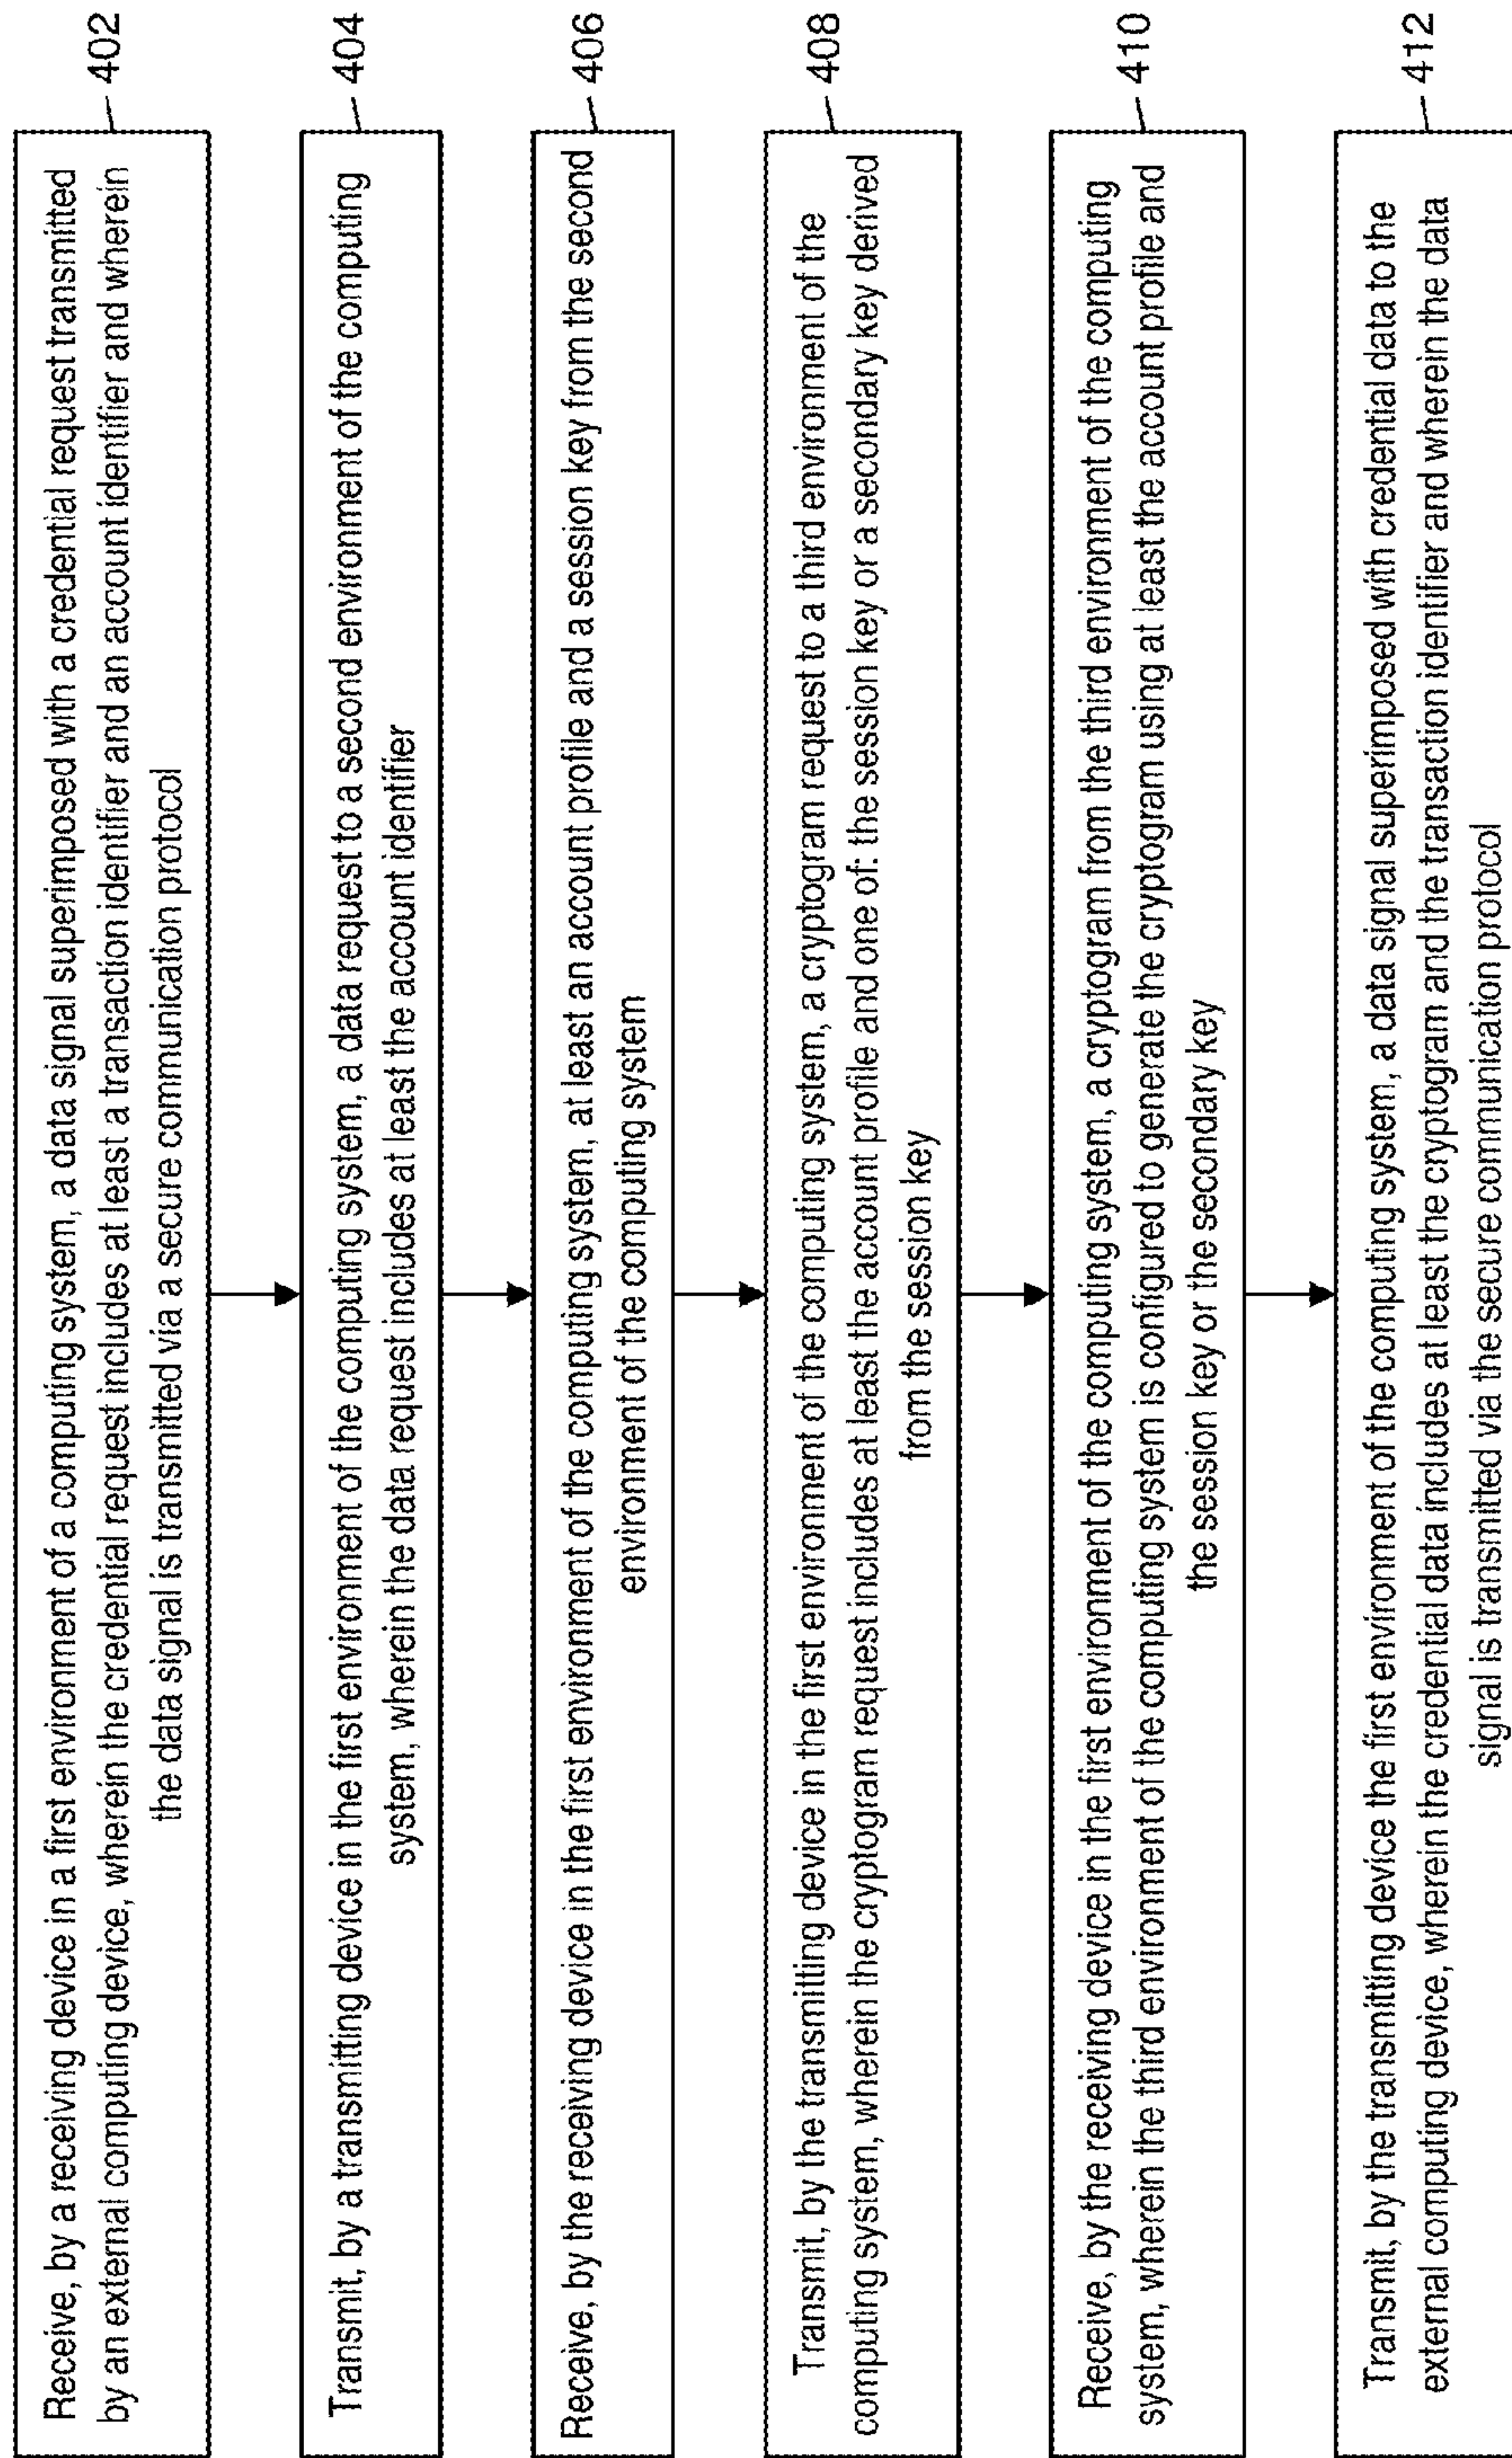 Receive, by a receiving device in a first environment of a computing system, a data signal superimposed with a credential request transmitted
by an external computing device, wherein the credential request includes at least a transaction identifier and an account identifier and wherein
the data signal is transmitted via a secure communication protocol
402
Transmit, by a transmitting device in the first environment of the computing system, a data request to a second environment of the computing
system, wherein the data request includes at least the account identifier
404
Receive, by the receiving device in the first environment of the computing system, at least an account profile and a session key from the second
environment of the computing system
406
Transmit, by the transmitting device in the first environment of the computing system, a cryptogram request to a third environment of the
computing system, wherein the cryptogram request includes at least the account profile and one of: the session key or a secondary key derived
from the session key
408
Receive, by the receiving device in the first environment of the computing system, a cryptogram from the third environment of the computing
system, wherein the third environment of the computing system is configured to generate the cryptogram using at least the account profile and
the session key or the secondary key
410
Transmit, by the transmitting device the first environment of the computing system, a data signal superimposed with credential data to the
external computing device, wherein the credential data includes at least the cryptogram and the transaction identifier and wherein the data
signal is transmitted via the secure communication protocol
412